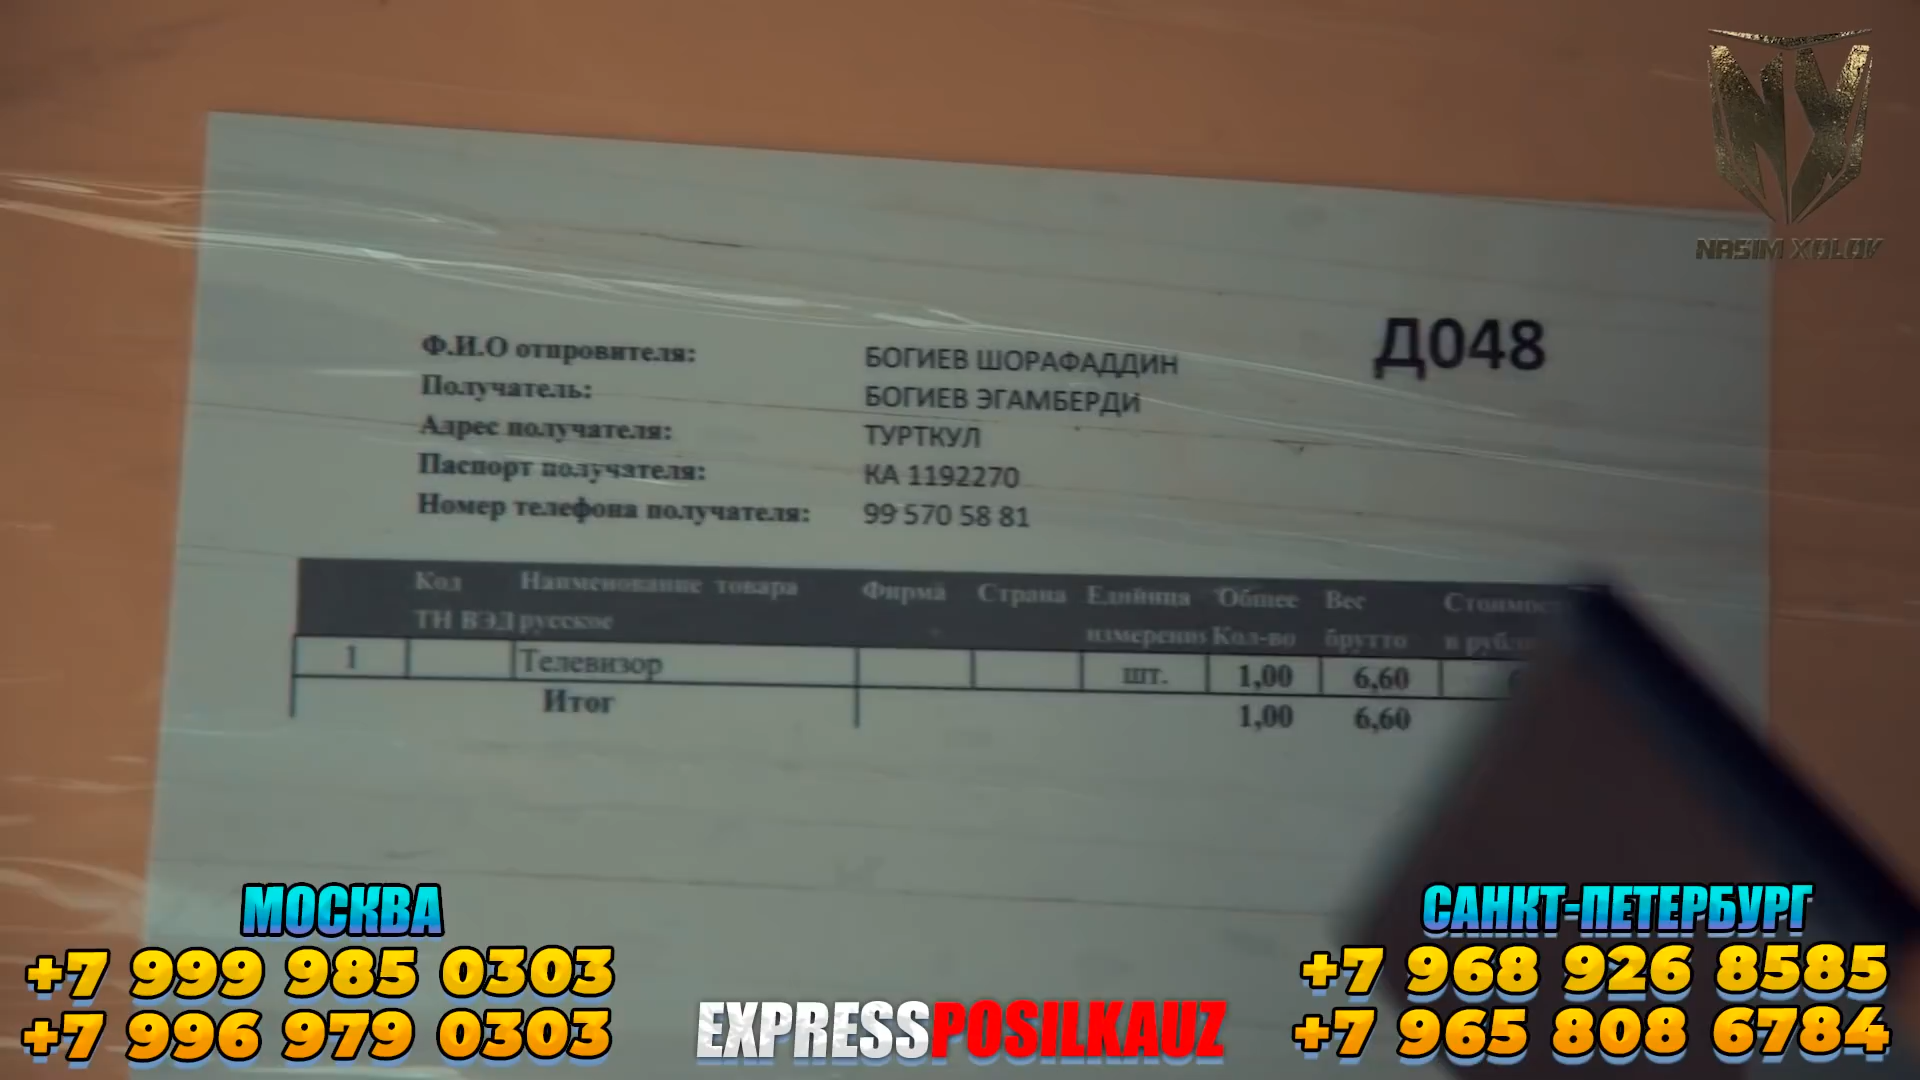 NASIM XOLOV
Д048
Ф.И.О отпровителя: БОГИЕВ ШОРАФАДДИН
Получатель: БОГИЕВ ЭГАМБЕРДИ
Адрес получателя: ТУРТКУЛ
Паспорт получателя: КА 1192270
Номер телефона получателя: 99 570 58 81
Код Наименование товара Фирма Страна Единица Общее Вес
ТН ВЭД русское измерения Кол-во брутто
1 Телевизор шт. 1,00 6,60
Итог 1,00 6,60
МОСКВА
+7 999 985 0303
+7 996 979 0303
EXPRESSPOSILKAUZ
САНКТ-ПЕТЕРБУРГ
+7 968 926 8585
+7 965 808 6784